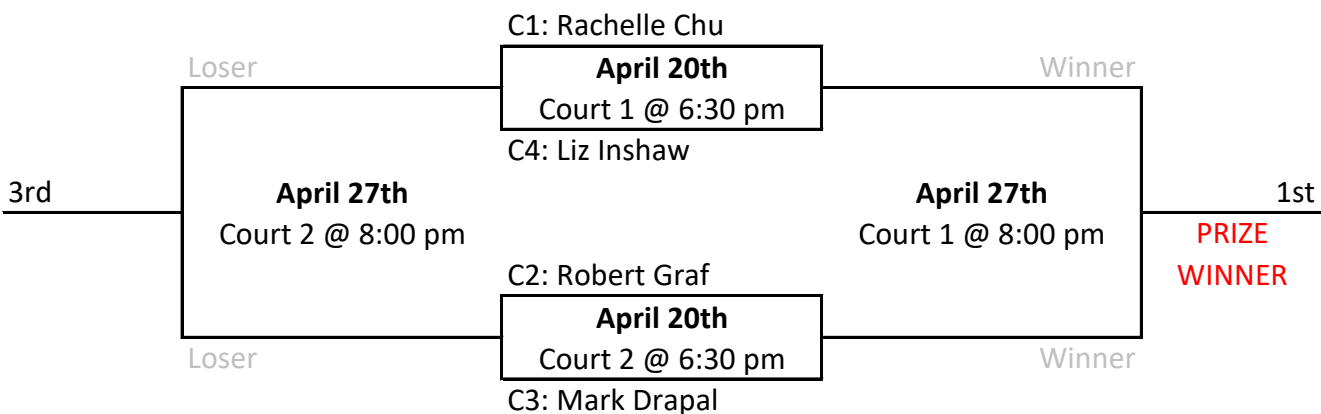 C1: Rachelle Chu
Loser
April 20th
Winner
Court 1 @ 6:30 pm
C4: Liz Inshaw
3rd
April 27th
April 27th
1st
Court 2 @ 8:00 pm
Court 1 @ 8:00 pm
PRIZE
WINNER
C2: Robert Graf
April 20th
Loser
Court 2 @ 6:30 pm
Winner
C3: Mark Drapal